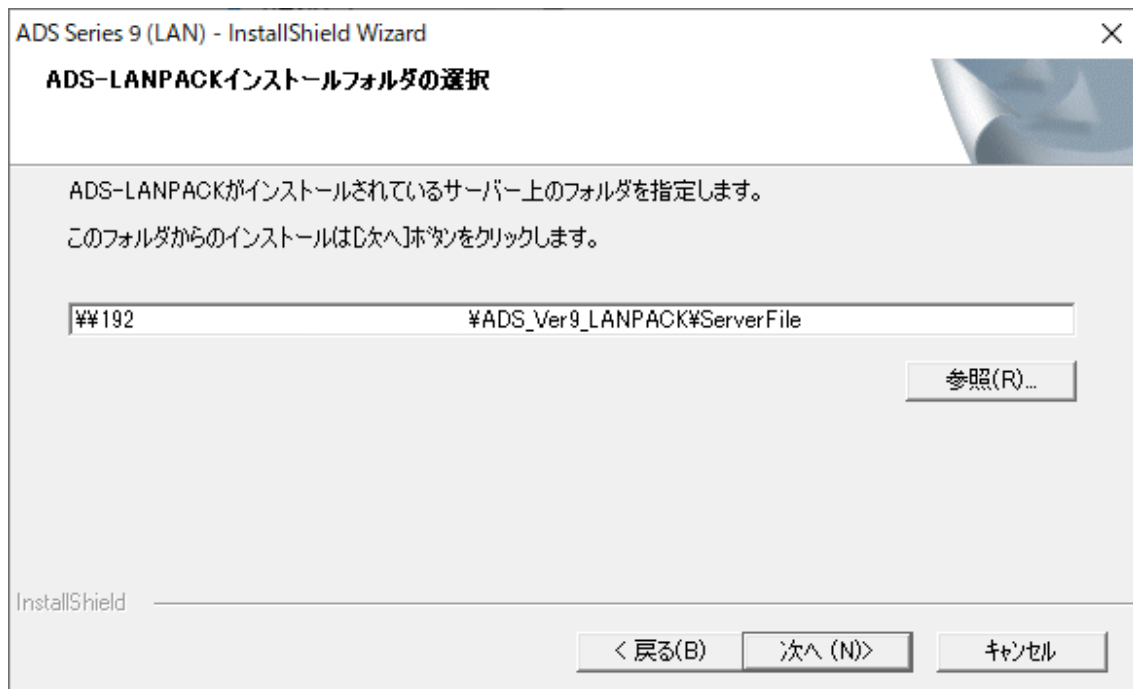 ADS Series 9 (LAN) - InstallShield Wizard
ADS-LANPACKインストールフォルダの選択
ADS-LANPACKがインストールされているサーバー上のフォルダを指定します。
このフォルダからのインストールは[次へ]ボタンをクリックします。
¥¥192 ¥ADS_Ver9_LANPACK¥ServerFile
参照(R)...
InstallShield
< 戻る(B)
次へ (N)>
キャンセル